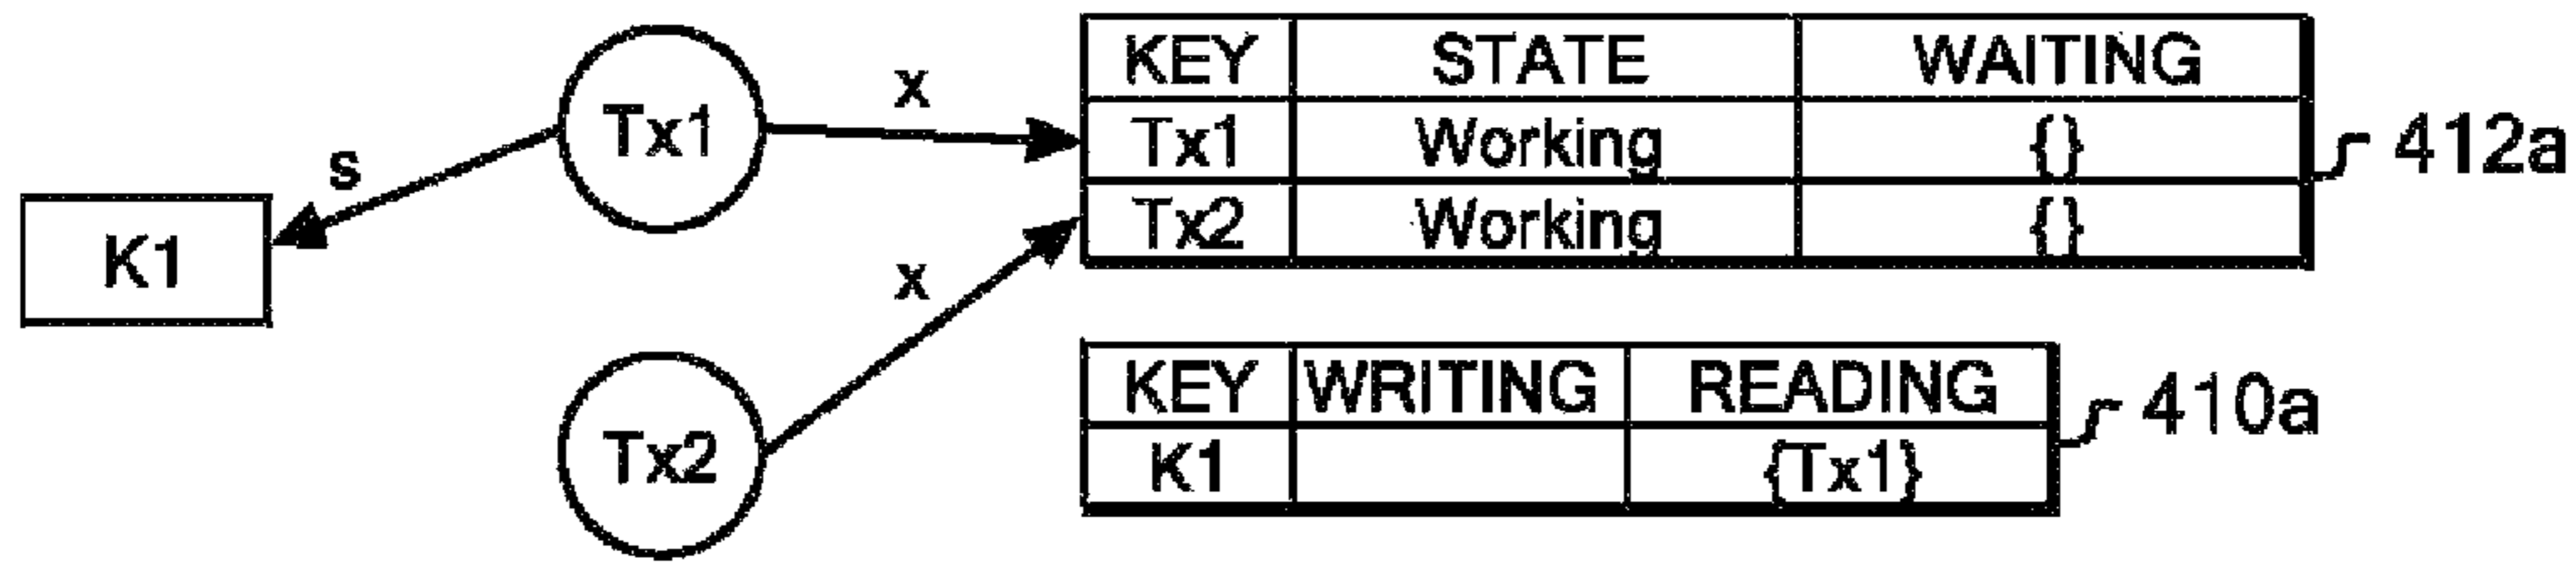 KEY STATE WAITING
x
Tx1
Tx1 Working {}
412a
s
Tx2 Working {}
K1
x
KEY WRITING READING
410a
Tx2
K1 {Tx1}